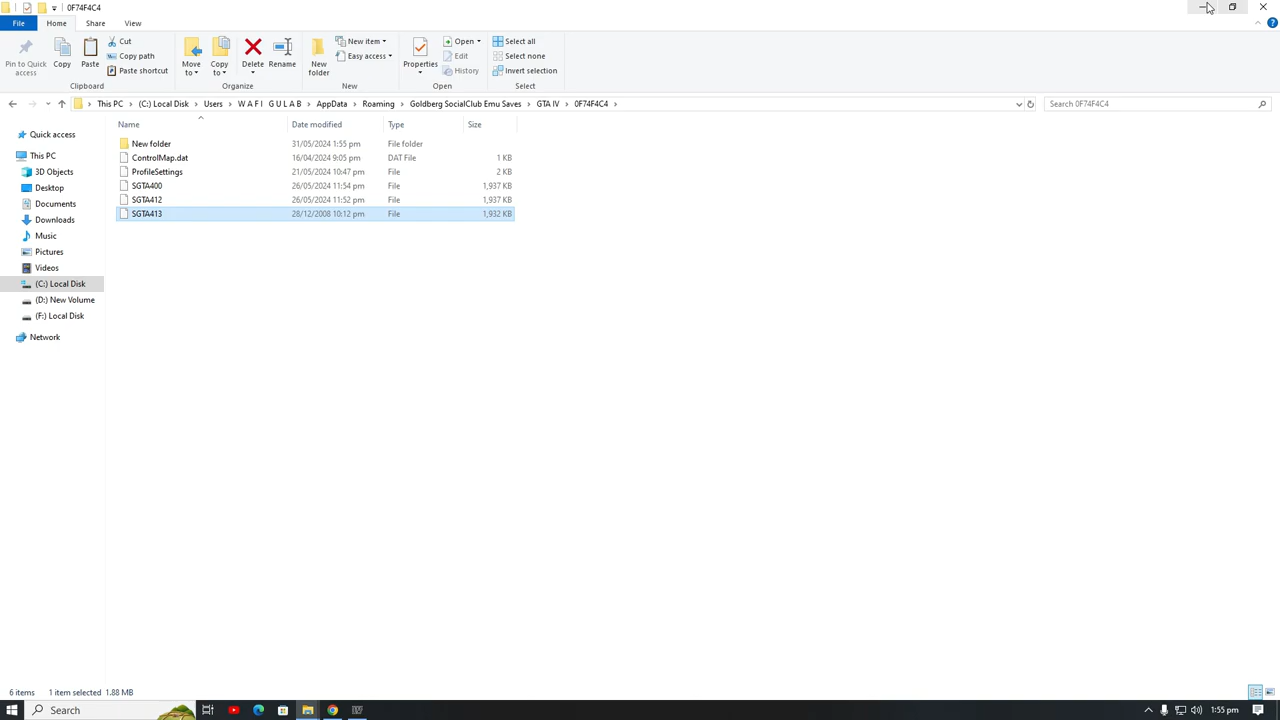 0F74F4C4
File Home Share View
Pin to Quick access
Copy
Paste
Cut
Copy path
Paste shortcut
Clipboard
Move to
Copy to
Delete
Rename
Organize
New folder
New item
Easy access
New
Properties
Open
Edit
History
Open
Select all
Select none
Invert selection
Select
This PC (C:) Local Disk Users W A F I G U L A B AppData Roaming Goldberg SocialClub Emu Saves GTA IV 0F74F4C4
Search 0F74F4C4
Quick access
This PC
3D Objects
Desktop
Documents
Downloads
Music
Pictures
Videos
(C:) Local Disk
(D:) New Volume
(F:) Local Disk
Network
Name Date modified Type Size
New folder 31/05/2024 1:55 pm File folder
ControlMap.dat 16/04/2024 9:05 pm DAT File 1 KB
ProfileSettings 21/05/2024 10:47 pm File 2 KB
SGTA400 26/05/2024 11:54 pm File 1,937 KB
SGTA412 26/05/2024 11:52 pm File 1,937 KB
SGTA413 28/12/2008 10:12 pm File 1,932 KB
6 items 1 item selected 1.88 MB
Search
1:55 pm